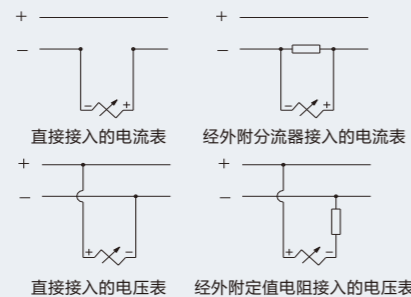 + +
− −
− + − +
直接接入的电流表 经外附分流器接入的电流表
+ +
− −
+ − + −
直接接入的电压表 经外附定值电阻接入的电压表